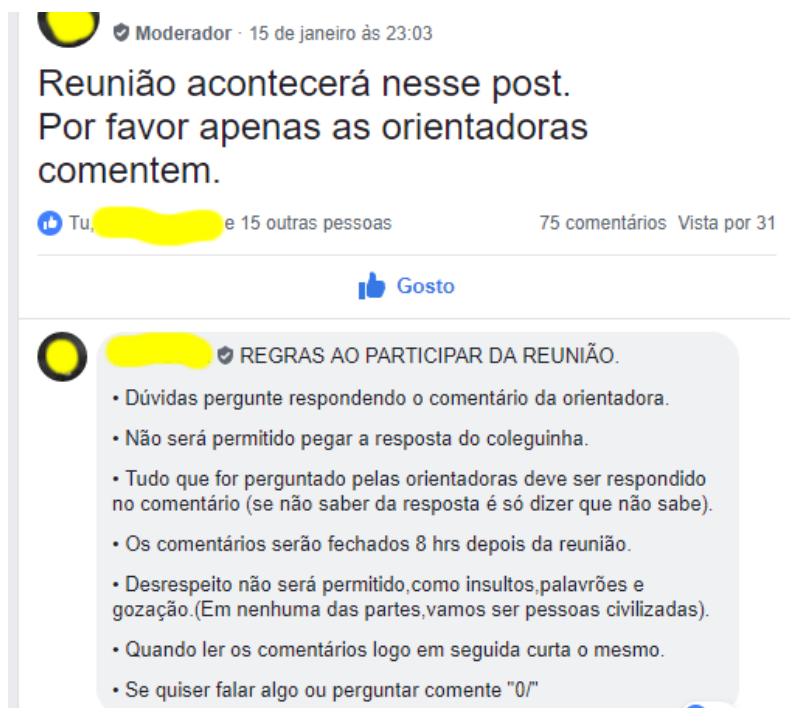 Moderador · 15 de janeiro às 23:03
Reunião acontecerá nesse post.
Por favor apenas as orientadoras
comentem.
Tu, e 15 outras pessoas 75 comentários Vista por 31
Gosto
REGRAS AO PARTICIPAR DA REUNIÃO.
• Dúvidas pergunte respondendo o comentário da orientadora.
• Não será permitido pegar a resposta do coleguinha.
• Tudo que for perguntado pelas orientadoras deve ser respondido
no comentário (se não saber da resposta é só dizer que não sabe).
• Os comentários serão fechados 8 hrs depois da reunião.
• Desrespeito não será permitido,como insultos,palavrões e
gozação.(Em nenhuma das partes,vamos ser pessoas civilizadas).
• Quando ler os comentários logo em seguida curta o mesmo.
• Se quiser falar algo ou perguntar comente "0/"